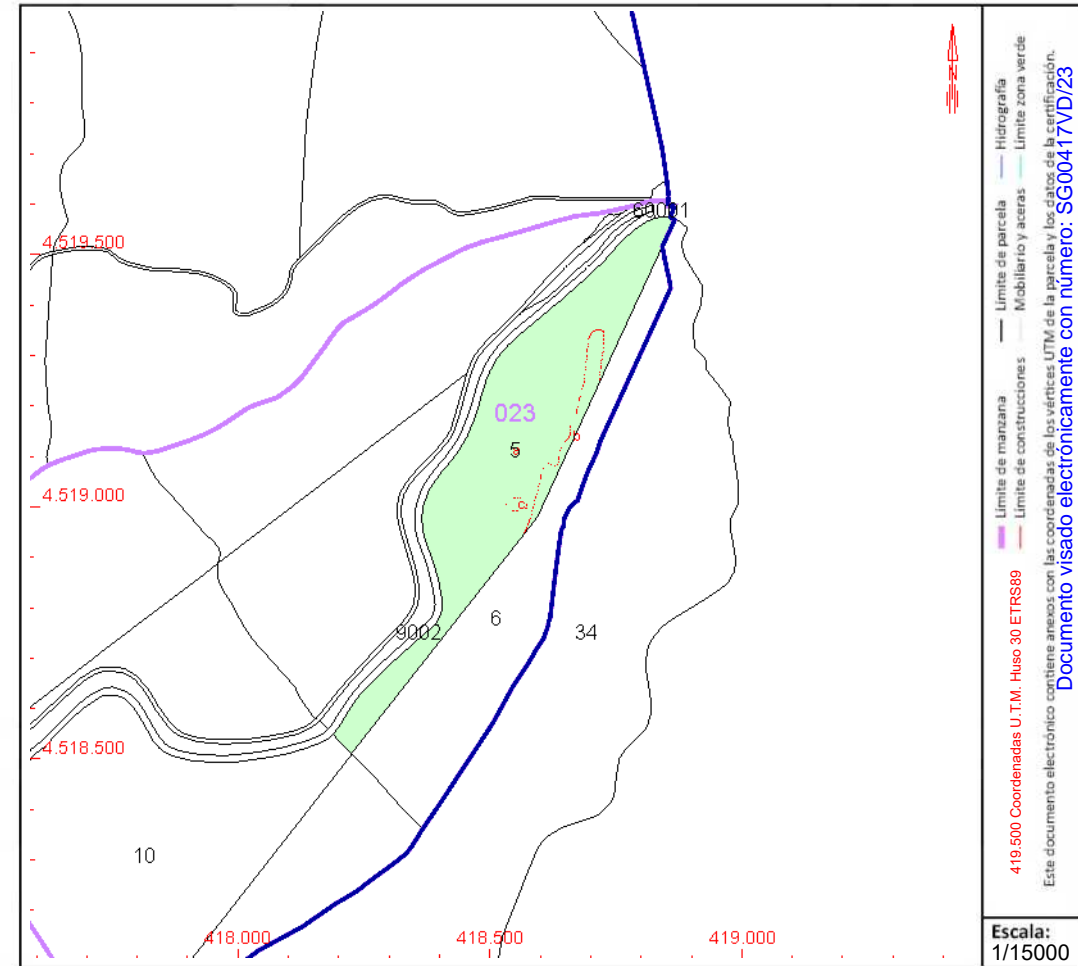 60001
4.519.500
023
5
a
b
4.519.000
c
6
9002
34
4.518.500
10
418.000
418.500
419.000
Límite de manzana
Límite de parcela
Hidrografía
Límite de construcciones
Mobiliario y aceras
Límite zona verde
419.500 Coordenadas U.T.M. Huso 30 ETRS89
Este documento electrónico contiene anexos con las coordenadas de los vértices UTM de la parcela y los datos de la certificación.
Documento visado electrónicamente con número: SG00417VD/23
Escala:
1/15000